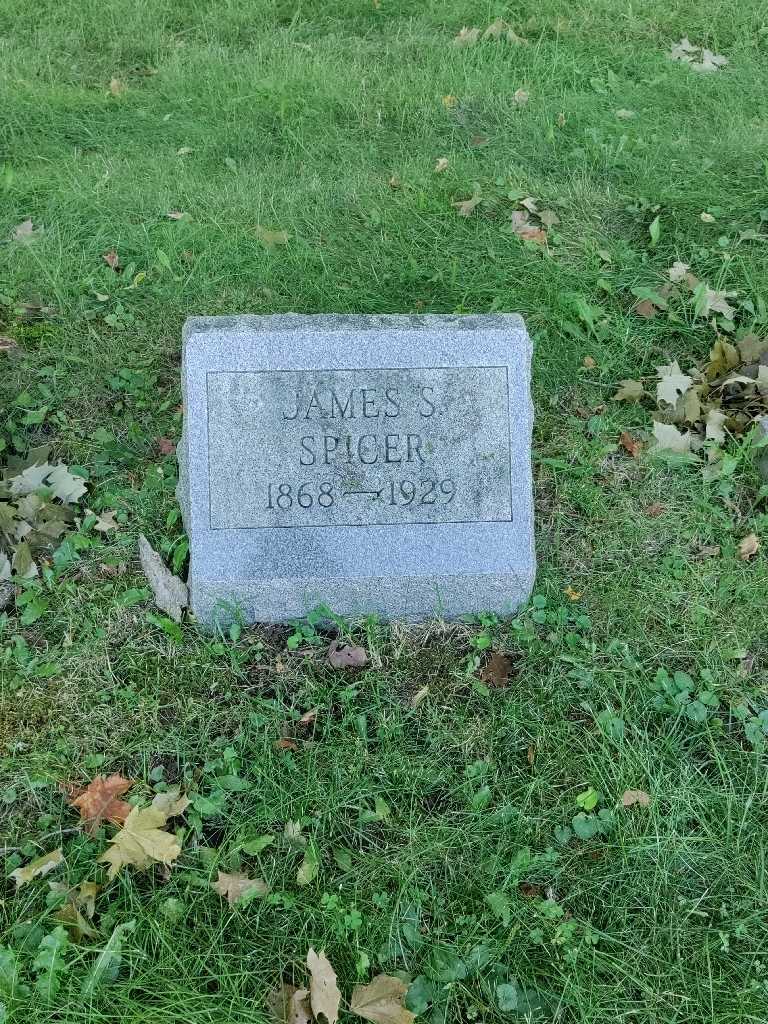 JAMES S.
SPICER
1868—1929